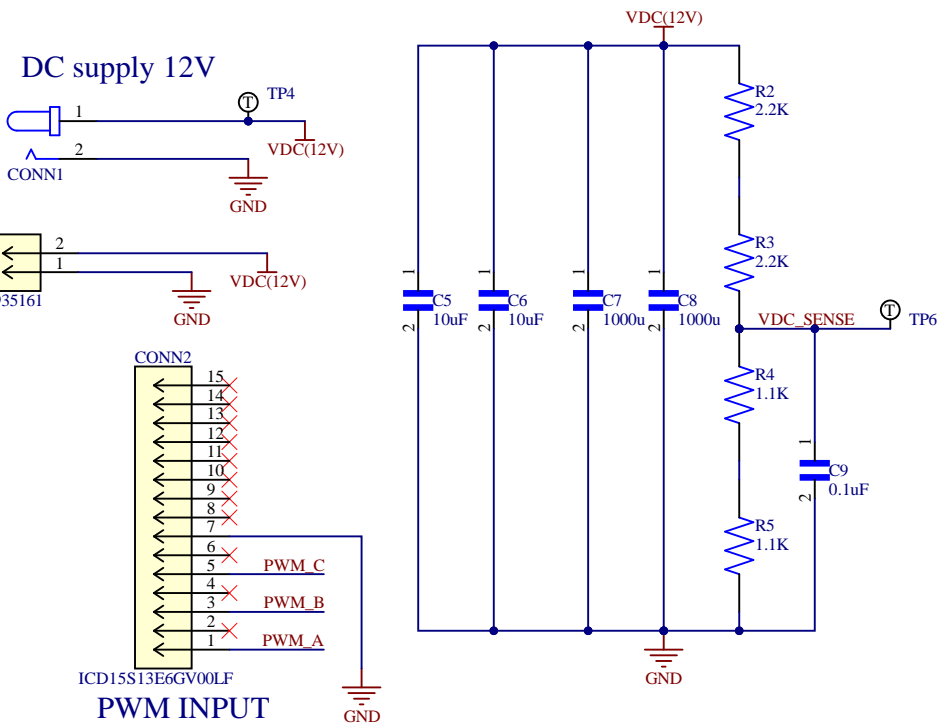 DC supply 12V
1
T
TP4
VDC(12V)
2
CONN1
GND
2
1
VDC(12V)
GND
CONN2
15
14
13
12
11
10
9
8
7
6
5
PWM_C
4
3
PWM_B
2
1
PWM_A
ICD15S13E6GV00LF
PWM INPUT
GND
VDC(12V)
R2
2.2K
R3
2.2K
1
C5
10uF
2
1
C6
10uF
2
1
C7
1000u
2
1
C8
1000u
2
VDC_SENSE
T
TP6
R4
1.1K
1
C9
0.1uF
2
R5
1.1K
GND